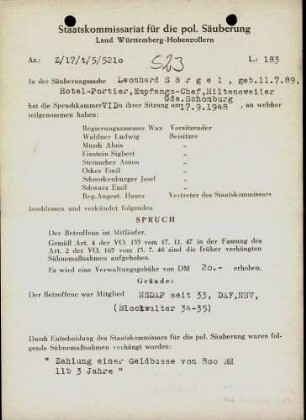 Staatskommissariat für die pol. Säuberung
Land Württemberg-Hohenzollern
Az.: Z/17/t/5/5210 L: 183
In der Säuberungssache Leonhard Sörgel, geb.11.7.89,
Hotel-Portier,Empfangs-Chef,Hiltensweiler
Gde.Schomburg
hat die Spruchkammer VII in ihrer Sitzung am 17.9.1948, an welcher
teilgenommen haben:
Regierungsassessor Wax Vorsitzender
Waldner Ludwig Beisitzer
Musch Alois "
Einstein Sigbert "
Steinacher Anton "
Osker Emil "
Schneckenburger Josef "
Schwarz Emil "
Reg.Angest. Hauer Vertreter des Staatskommissars
beschlossen und verkündet folgenden
SPRUCH
Der Betroffene ist Mitläufer.
Gemäß Art. 4 der VO. 133 vom 17. 11. 47 in der Fassung des
Art. 2 der VO. 165 vom 13. 7. 48 sind die früher verhängten
Sühnemaßnahmen aufgehoben.
Es wird eine Verwaltungsgebühr von DM 20.- erhoben.
Gründe:
Der Betroffene war Mitglied NSDAP seit 33, DAF,NSV,
(Blockwalter 34-35)
Durch Entscheidung des Staatskommissars für die pol. Säuberung waren fol-
gende Sühnemaßnahmen verhängt worden:
" Zahlung einer Geldbusse von 800 RM
11b 3 Jahre "